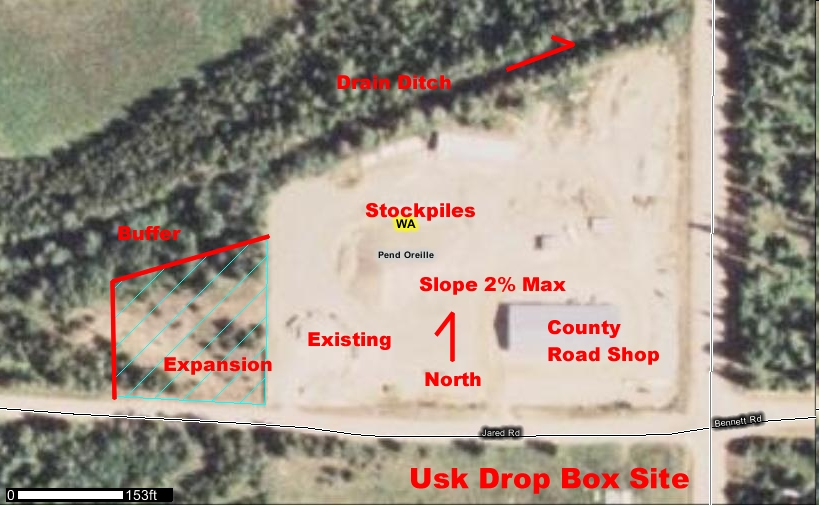 Drain Ditch
Stockpiles
WA
Buffer
Pend Oreille
Slope 2% Max
County
Road Shop
Existing
Expansion
North
Bennett Rd
Jared Rd
Usk Drop Box Site
0 153ft